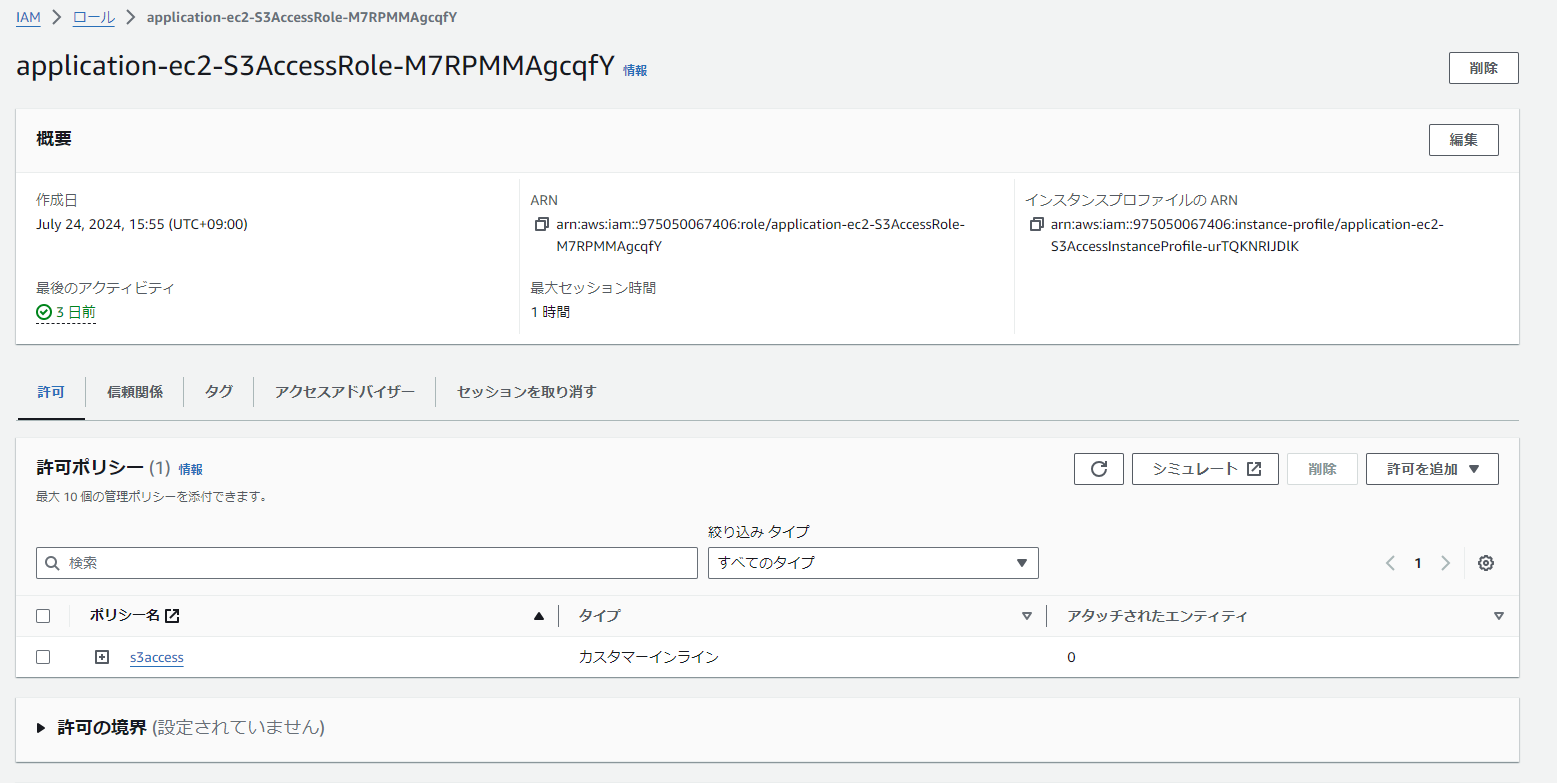 IAM > ロール > application-ec2-S3AccessRole-M7RPMMAgcqfY
application-ec2-S3AccessRole-M7RPMMAgcqfY 情報
削除
概要
編集
作成日
July 24, 2024, 15:55 (UTC+09:00)
ARN
arn:aws:iam::975050067406:role/application-ec2-S3AccessRole-
M7RPMMAgcqfY
インスタンスプロファイルの ARN
arn:aws:iam::975050067406:instance-profile/application-ec2-
S3AccessInstanceProfile-urTQKNRIJDlK
最後のアクティビティ
3 日前
最大セッション時間
1 時間
許可 信頼関係 タグ アクセスアドバイザー セッションを取り消す
許可ポリシー (1) 情報
最大 10 個の管理ポリシーを添付できます。
シミュレート 削除 許可を追加
絞り込み タイプ
検索 すべてのタイプ 1
ポリシー名 タイプ アタッチされたエンティティ
s3access カスタマーインライン 0
許可の境界 (設定されていません)